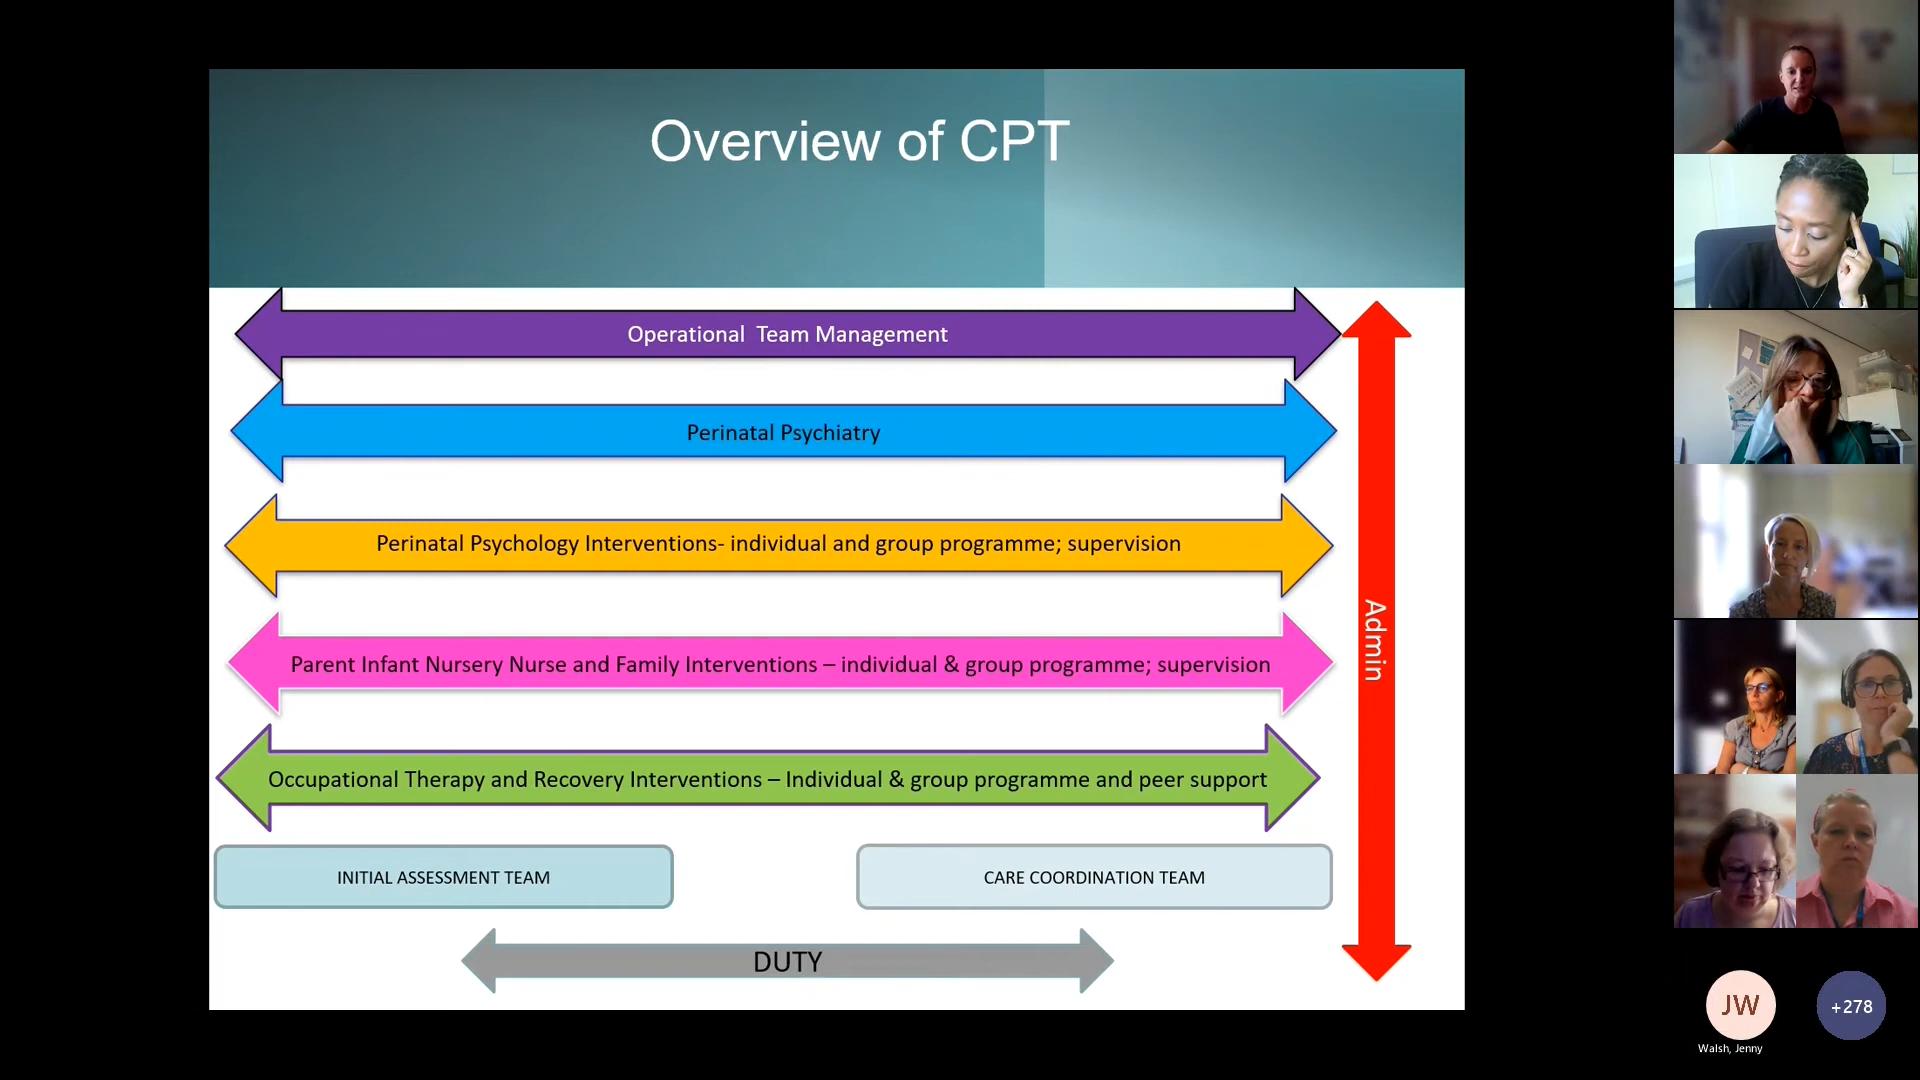 Overview of CPT
Operational  Team Management
Perinatal Psychiatry
Perinatal Psychology Interventions- individual and group programme; supervision
Parent Infant Nursery Nurse and Family Interventions – individual & group programme; supervision
Occupational Therapy and Recovery Interventions – Individual & group programme and peer support
Admin
INITIAL ASSESSMENT TEAM
CARE COORDINATION TEAM
DUTY
JW
Walsh, Jenny
+278